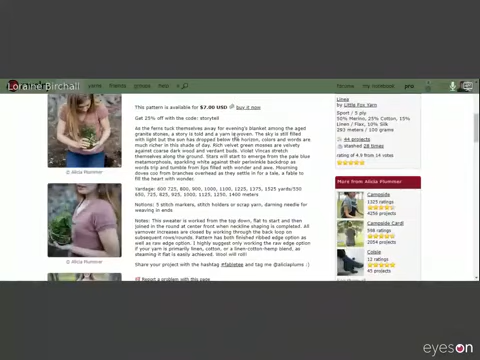 Loraine Birchall
yarns friends groups help
forums my notebook
This pattern is available for $7.00 USD buy it now
Get 25% off with the code: storytell
As the ferns tuck themselves away for evening's blanket among the aged
granite stones, a story is told and a yarn is woven. The sky is still filled
with light but the sun has dropped below the horizon, colors and words are
much richer in this shade of day. Rich velvet green mosses are velvety
against coarse dark wood and verdant buds. Violet Vincas stretch
themselves along the ground. Stars will start to emerge from the pale blue
metamorphosis, sparkling white against their periwinkle backdrop as
words trip and tumble from lips filled with wonder and awe. Mourning
doves coo from branches overhead as they settle in for a tale, a fable to
fill the heart with wonder.
Yardage: 600 725, 800, 900, 1000, 1100, 1225, 1375, 1525 yards/550
650, 725, 825, 925, 1000, 1125, 1250, 1400 meters
Notions: 5 stitch markers, stitch holders or scrap yarn, darning needle for
weaving in ends
Notes: This sweater is worked from the top down, flat to start and then
joined in the round at center front when neckline shaping is completed. All
turnover increases are closed by working through the back loop on
subsequent rows/rounds. Pattern has both finished ribbed edge option as
well as raw edge option. I highly suggest only working the raw edge option
if your yarn is primarily linen, cotton, or a linen-cotton-hemp blend, as
steaming it flat is easily achieved. Wool will roll!
Share your project with the hashtag #fabletee and tag me @aliciaplumm :)
Report a problem with this page
© Alicia Plummer
© Alicia Plummer
Linea
by Little Fox Yarn
Sport / 5 ply
50% Merino, 25% Cotton, 15%
Linen / Flax, 10% Silk
293 meters / 100 grams
44 projects
stashed 28 times
rating of 4.9 from 14 votes
More from Alicia Plummer
Campside
1325 ratings
4256 projects
Campside Cardi
598 ratings
2054 projects
12 ratings
45 projects
eyeson